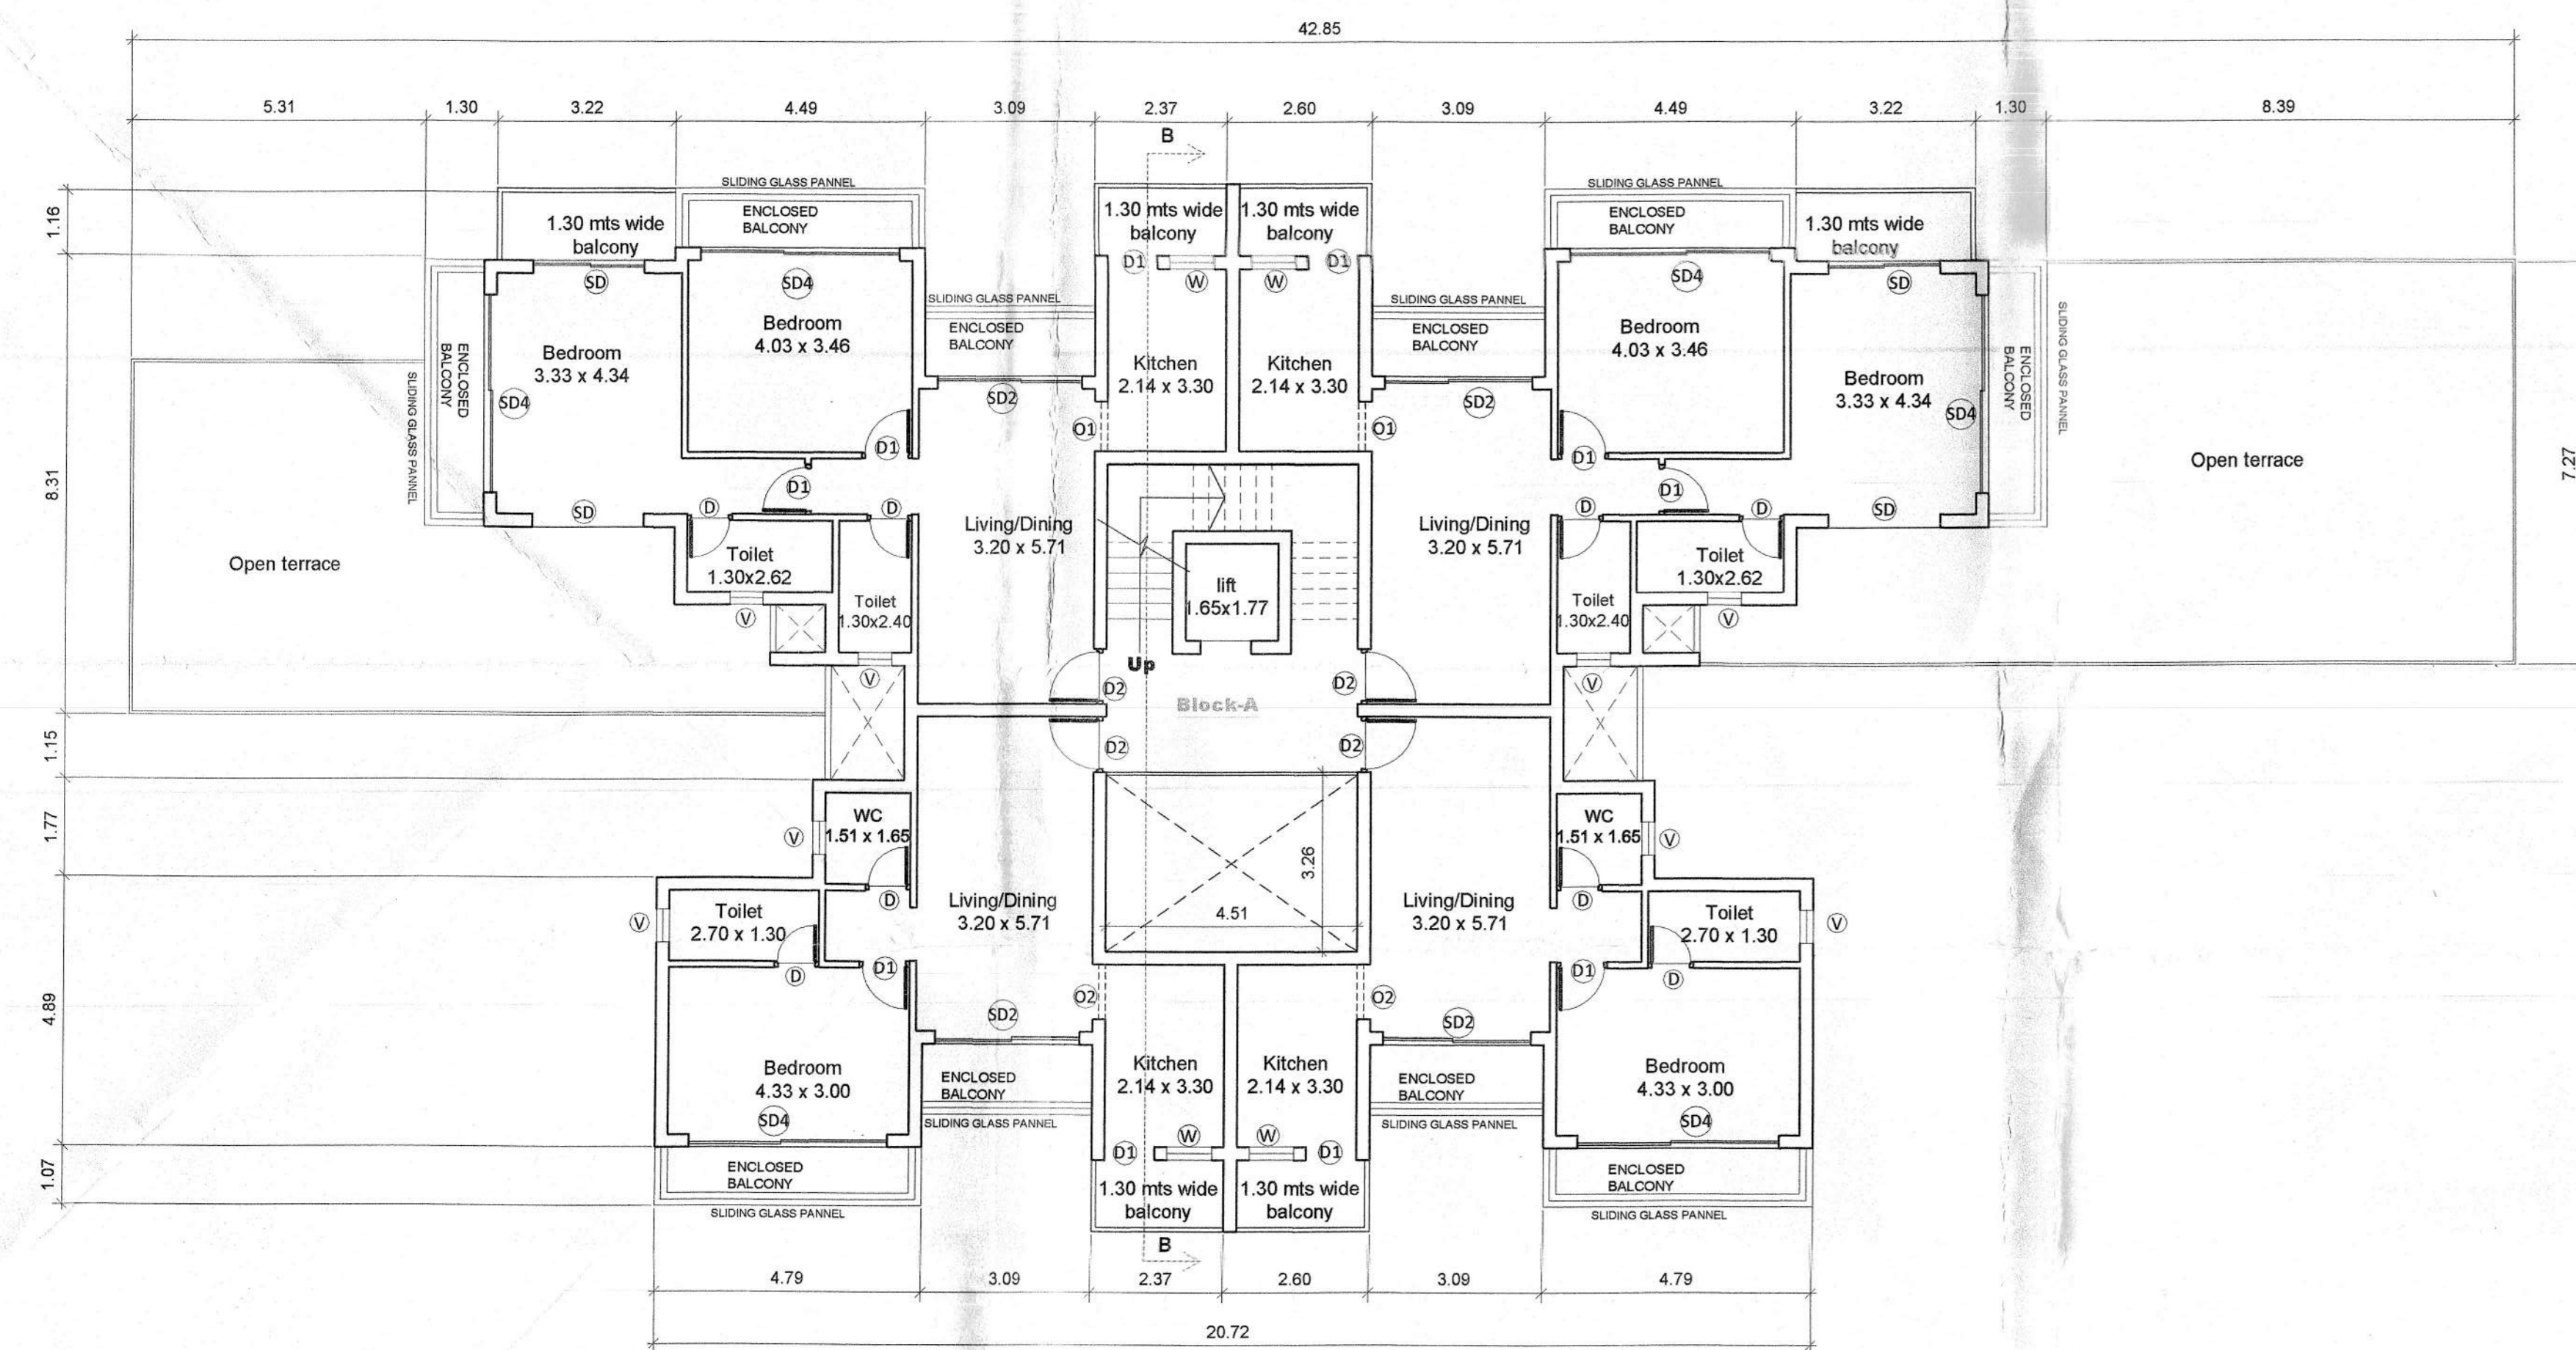 42.85
5.31 1.30 3.22 4.49 3.09 2.37 2.60 3.09 4.49 3.22 1.30 8.39
B
SLIDING GLASS PANNEL
SLIDING GLASS PANNEL
1.16
1.30 mts wide
balcony
ENCLOSED
BALCONY
1.30 mts wide
balcony
1.30 mts wide
balcony
ENCLOSED
BALCONY
1.30 mts wide
balcony
D1
W
W
D1
SD
SD4
SD4
SD
SLIDING GLASS PANNEL
ENCLOSED
BALCONY
SLIDING GLASS PANNEL
ENCLOSED
BALCONY
ENCLOSED
BALCONY
SLIDING GLASS PANNEL
SD4
Bedroom
3.33 x 4.34
Bedroom
4.03 x 3.46
Kitchen
2.14 x 3.30
Kitchen
2.14 x 3.30
Bedroom
4.03 x 3.46
Bedroom
3.33 x 4.34
SD4
ENCLOSED
BALCONY
SLIDING GLASS PANNEL
SD2
SD2
O1
O1
D1
D1
8.31
7.27
Open terrace
D1
D1
SD
D
D
D
D
SD
Living/Dining
3.20 x 5.71
Living/Dining
3.20 x 5.71
Open terrace
Toilet
1.30x2.62
Toilet
1.30x2.62
lift
1.65x1.77
Toilet
1.30x2.40
Toilet
1.30x2.40
V
V
Up
V
V
D2
D2
Block-A
D2
D2
1.15
1.77
WC
1.51 x 1.65
WC
1.51 x 1.65
V
V
3.26
4.51
D
D
Living/Dining
3.20 x 5.71
Living/Dining
3.20 x 5.71
Toilet
2.70 x 1.30
Toilet
2.70 x 1.30
V
V
D
D1
D1
D
O2
O2
4.89
SD2
SD2
Bedroom
4.33 x 3.00
Kitchen
2.14 x 3.30
Kitchen
2.14 x 3.30
Bedroom
4.33 x 3.00
ENCLOSED
BALCONY
ENCLOSED
BALCONY
SD4
SD4
SLIDING GLASS PANNEL
SLIDING GLASS PANNEL
D1
W
W
D1
1.07
ENCLOSED
BALCONY
1.30 mts wide
balcony
1.30 mts wide
balcony
ENCLOSED
BALCONY
SLIDING GLASS PANNEL
SLIDING GLASS PANNEL
B
4.79 3.09 2.37 2.60 3.09 4.79
20.72